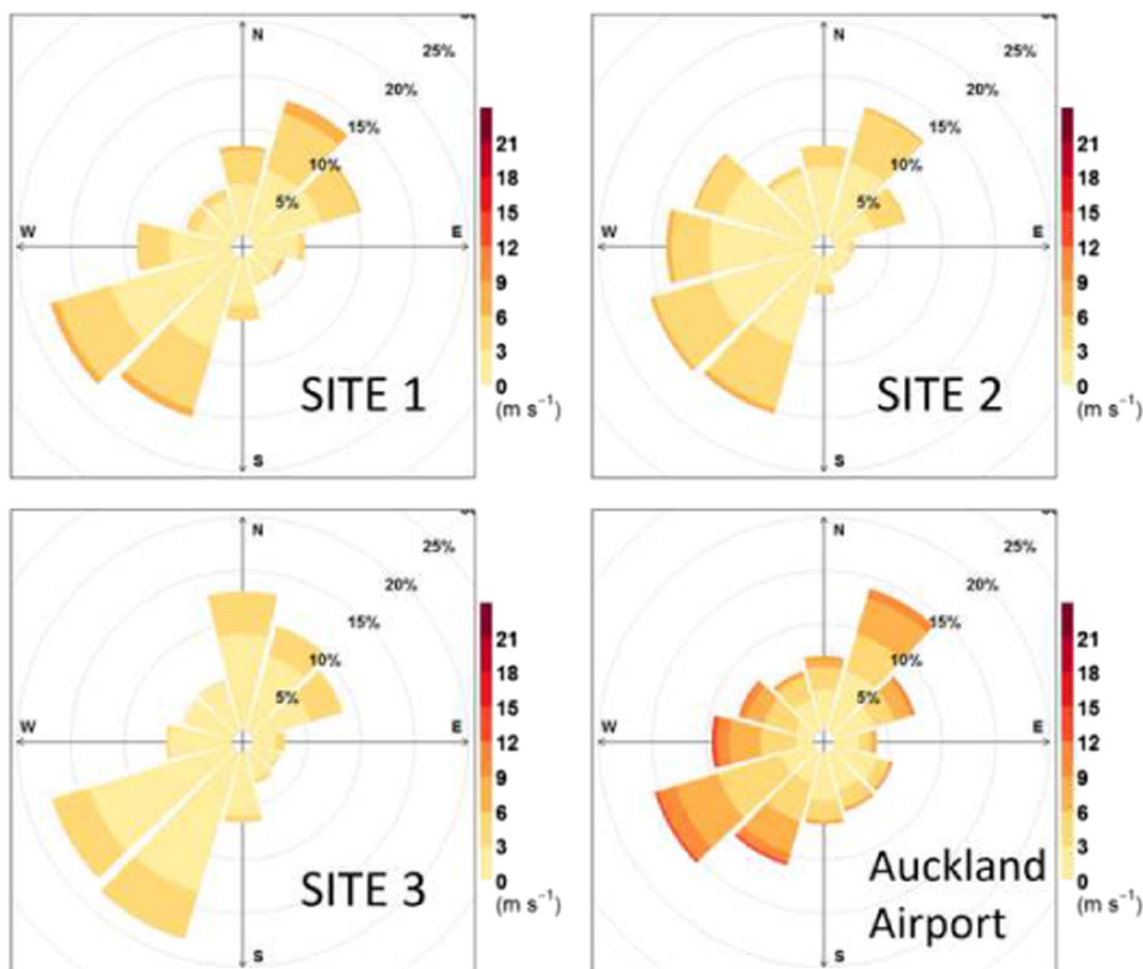 N
25%
20%
15%
10%
5%
W
E
S
SITE 1
21
18
15
12
9
6
3
0
(m s⁻¹)
N
25%
20%
15%
10%
5%
W
E
S
SITE 2
21
18
15
12
9
6
3
0
(m s⁻¹)
N
25%
20%
15%
10%
5%
W
E
S
SITE 3
21
18
15
12
9
6
3
0
(m s⁻¹)
N
25%
20%
15%
10%
5%
W
E
S
Auckland
Airport
21
18
15
12
9
6
3
0
(m s⁻¹)